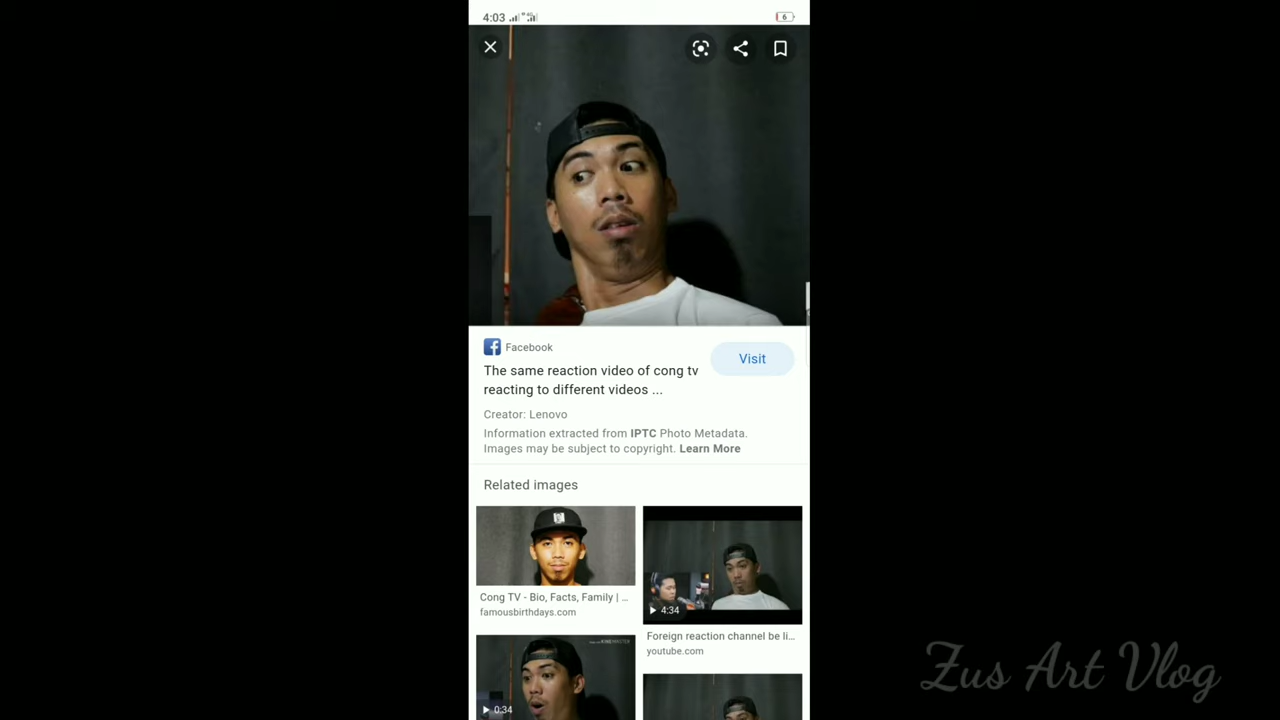 4:03
6
Facebook
Visit
The same reaction video of cong tv
reacting to different videos ...
Creator: Lenovo
Information extracted from IPTC Photo Metadata.
Images may be subject to copyright. Learn More
Related images
Cong TV - Bio, Facts, Family | ...
famousbirthdays.com
4:34
Foreign reaction channel be li...
youtube.com
0:34
Zus Art Vlog